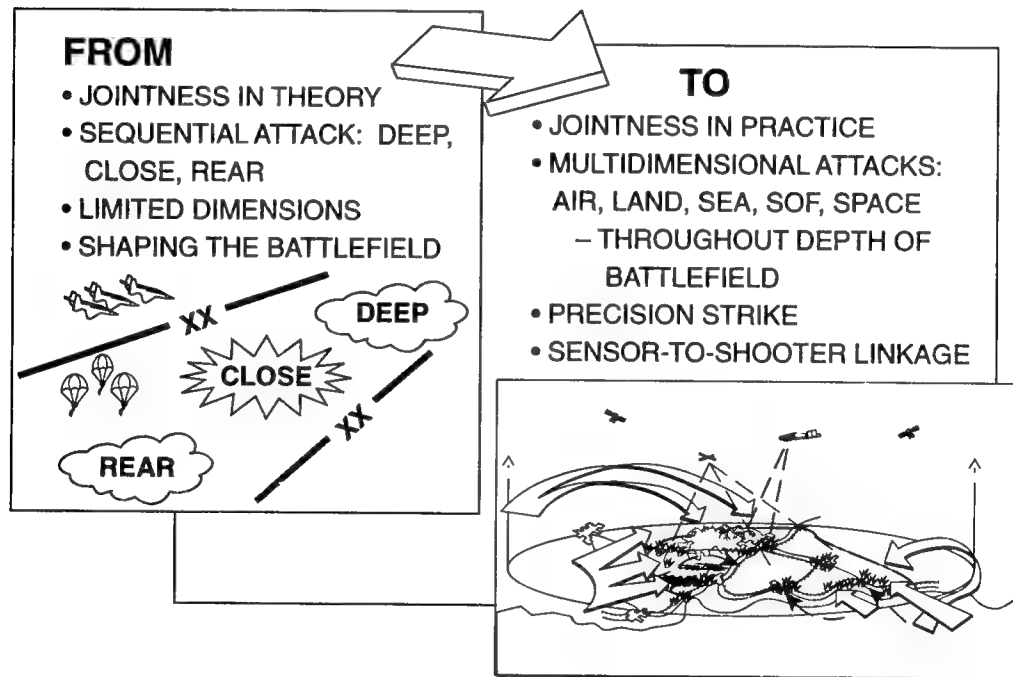 FROM
• JOINTNESS IN THEORY
• SEQUENTIAL ATTACK: DEEP,
CLOSE, REAR
• LIMITED DIMENSIONS
• SHAPING THE BATTLEFIELD
XX
DEEP
CLOSE
XX
REAR
TO
• JOINTNESS IN PRACTICE
• MULTIDIMENSIONAL ATTACKS:
AIR, LAND, SEA, SOF, SPACE
– THROUGHOUT DEPTH OF
BATTLEFIELD
• PRECISION STRIKE
• SENSOR-TO-SHOOTER LINKAGE